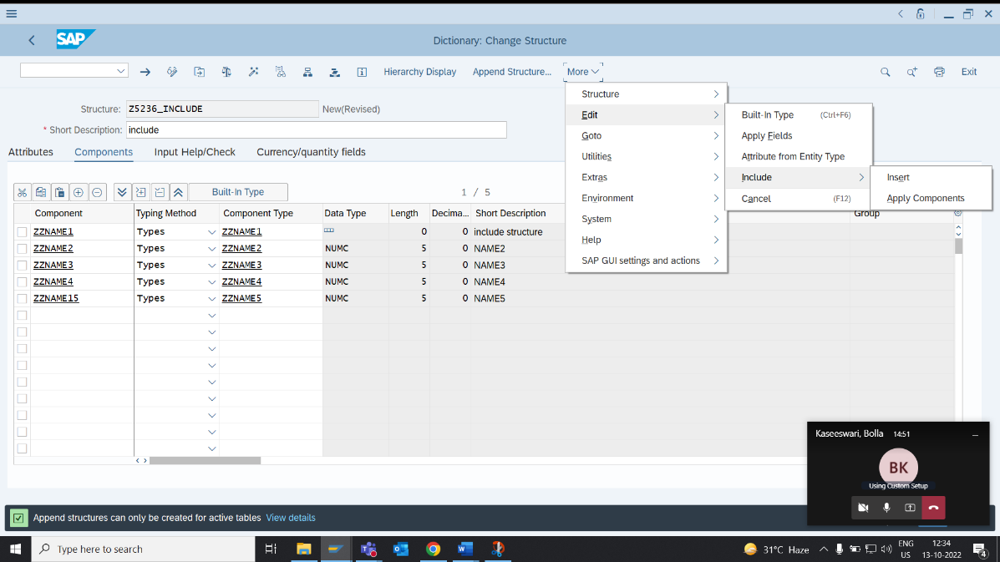 SAP
Dictionary: Change Structure
Hierarchy Display
Append Structure...
More
Exit
Structure: Z5236_INCLUDE New(Revised)
* Short Description: include
Attributes
Components
Input Help/Check
Currency/quantity fields
Structure
Edit
Goto
Utilities
Extras
Environment
System
Help
SAP GUI settings and actions
Built-In Type (Ctrl+F6)
Apply Fields
Attribute from Entity Type
Include
Cancel (F12)
Insert
Apply Components
Built-In Type
1 / 5
Component Typing Method Component Type Data Type Length Decima... Short Description Group
ZZNAME1 Types ZZNAME1 0 0 include structure
ZZNAME2 Types ZZNAME2 NUMC 5 0 NAME2
ZZNAME3 Types ZZNAME3 NUMC 5 0 NAME3
ZZNAME4 Types ZZNAME4 NUMC 5 0 NAME4
ZZNAME15 Types ZZNAME5 NUMC 5 0 NAME5
Kaseeswari, Bolla 14:51
BK
Using Custom Setup
Append structures can only be created for active tables View details
Type here to search
31°C Haze
ENG
US
12:34
13-10-2022
4